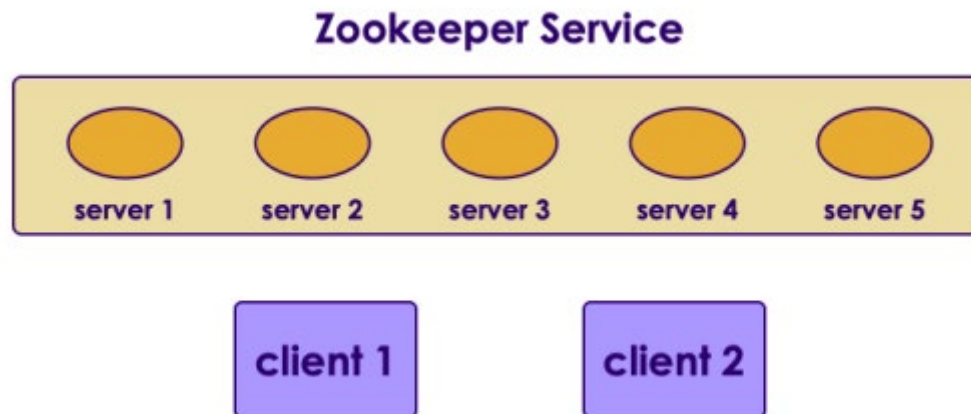 Zookeeper Service
server 1 server 2 server 3 server 4 server 5
client 1 client 2